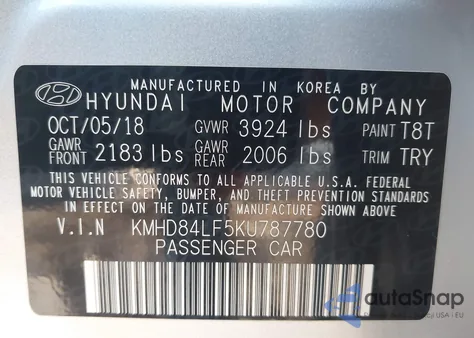 MANUFACTURED IN KOREA BY
HYUNDAI MOTOR COMPANY
OCT/05/18 GVWR 3924 lbs PAINT T8T
GAWR FRONT 2183 lbs GAWR REAR 2006 lbs TRIM TRY
THIS VEHICLE CONFORMS TO ALL APPLICABLE U.S.A. FEDERAL
MOTOR VEHICLE SAFETY, BUMPER, AND THEFT PREVENTION STANDARDS
IN EFFECT ON THE DATE OF MANUFACTURE SHOWN ABOVE.
V.I.N KMHD84LF5KU787780
PASSENGER CAR
autoSnap
USA - EU